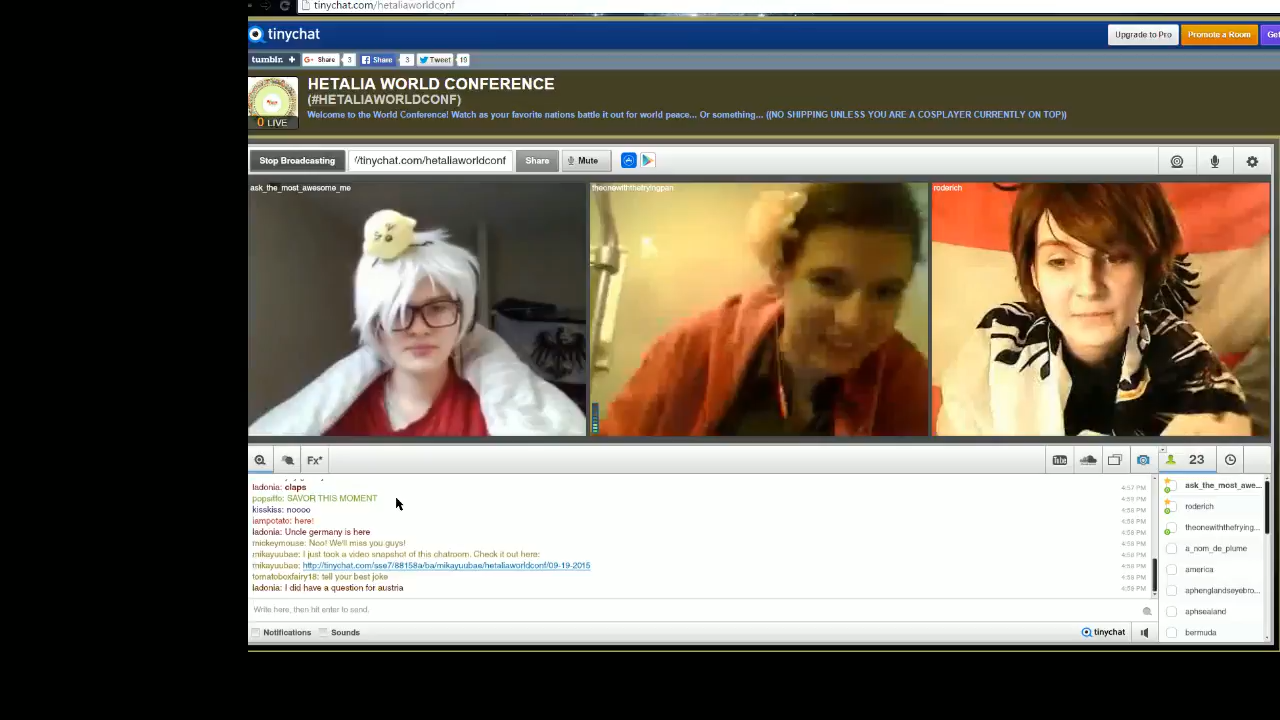 tinychat.com/hetaliaworldconf
tinychat
Upgrade to Pro
Promote a Room
Get
tumblr. +
Share
3
Share
3
Tweet
19
HETALIA WORLD CONFERENCE
(#HETALIAWORLDCONF)
0 LIVE
Welcome to the World Conference! Watch as your favorite nations battle it out for world peace... Or something... ((NO SHIPPING UNLESS YOU ARE A COSPLAYER CURRENTLY ON TOP))
Stop Broadcasting
//tinychat.com/hetaliaworldconf
Share
Mute
ask_the_most_awesome_me
theonewiththefryingpan
roderich
Fx*
You Tube
23
ladonia: claps
4:57 PM
SAVOR THIS MOMENT
kisskiss: noooo
4:58 PM
iampotato: here!
4:58 PM
ladonia: Uncle germany is here
4:58 PM
mickeymouse: Noo! We'll miss you guys!
4:58 PM
mikayuubae: I just took a video snapshot of this chatroom. Check it out here:
4:58 PM
mikayuubae: http://tinychat.com/sse7/88158a/ba/mikayuubae/hetaliaworldconf/09-19-2015
4:58 PM
tomatoboxfairy18: tell your best joke
4:58 PM
ladonia: I did have a question for austria
4:58 PM
Write here, then hit enter to send.
Notifications
Sounds
tinychat
ask_the_most_awe...
roderich
theonewiththefrying...
a_nom_de_plume
america
aphenglandseyebro...
aphsealand
bermuda